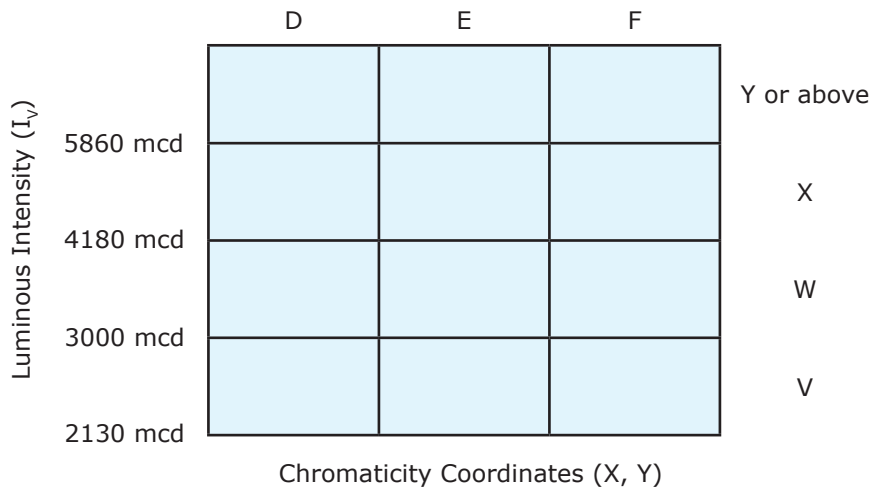 D E F
Y or above
5860 mcd
X
4180 mcd
W
3000 mcd
V
2130 mcd
Luminous Intensity (Iv)
Chromaticity Coordinates (X, Y)